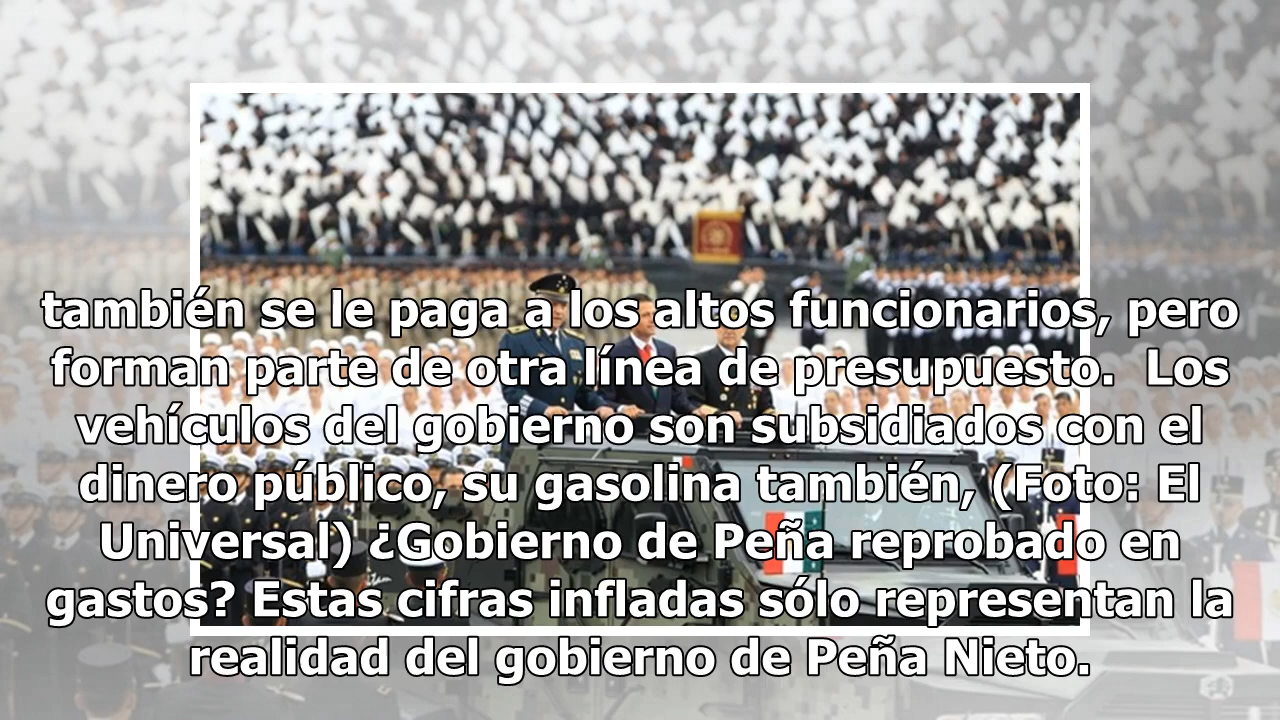 también se le paga a los altos funcionarios, pero
forman parte de otra línea de presupuesto.  Los
vehículos del gobierno son subsidiados con el
dinero público, su gasolina también, (Foto: El
Universal) ¿Gobierno de Peña reprobado en
gastos? Estas cifras infladas sólo representan la
realidad del gobierno de Peña Nieto.